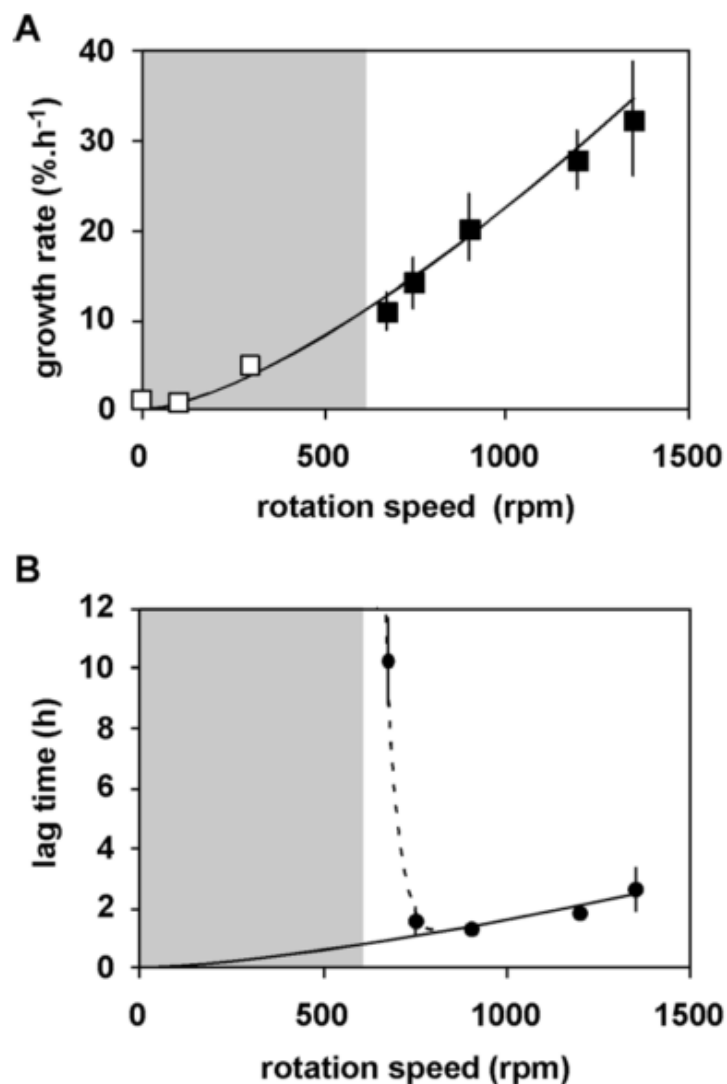 A
40
30
20
10
0
growth rate (%.h⁻¹)
0 500 1000 1500
rotation speed (rpm)
B
12
10
8
6
4
2
0
lag time (h)
0 500 1000 1500
rotation speed (rpm)